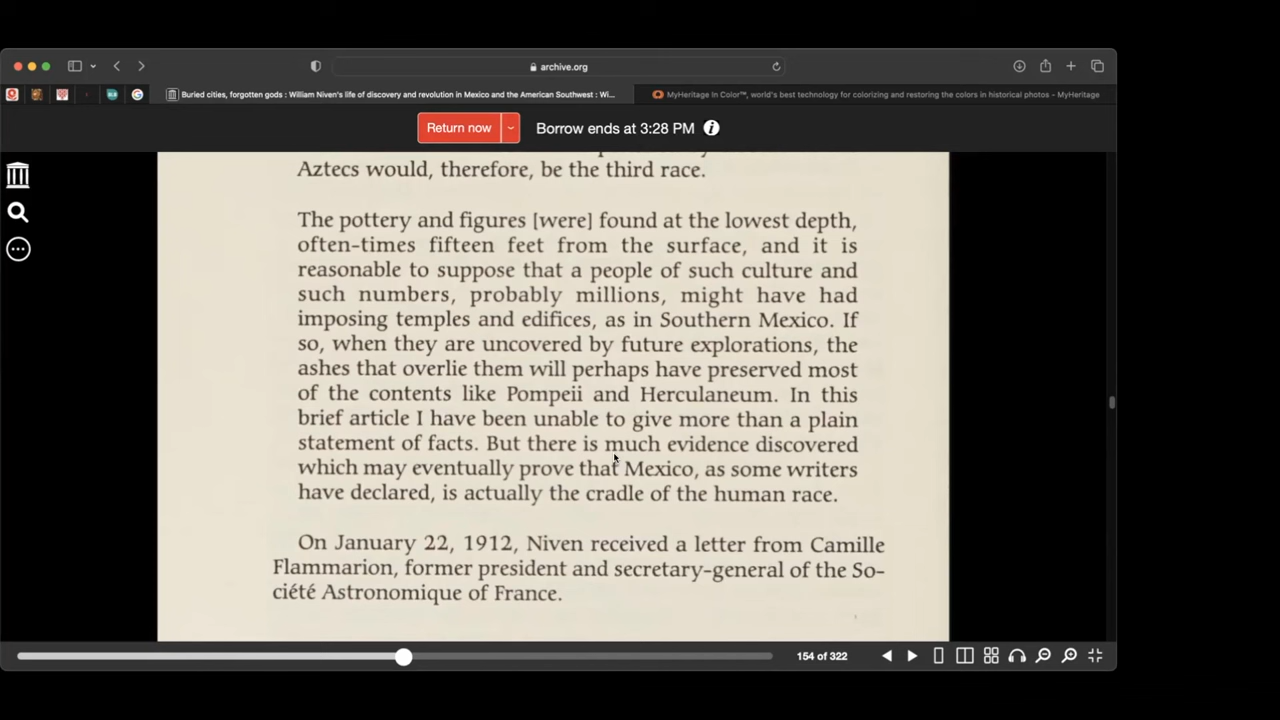 archive.org
Buried cities, forgotten gods : William Niven's life of discovery and revolution in Mexico and the American Southwest : Wi...
MyHeritage In Color™, world's best technology for colorizing and restoring the colors in historical photos - MyHeritage
Return now
Borrow ends at 3:28 PM
Aztecs would, therefore, be the third race.
The pottery and figures [were] found at the lowest depth,
often-times fifteen feet from the surface, and it is
reasonable to suppose that a people of such culture and
such numbers, probably millions, might have had
imposing temples and edifices, as in Southern Mexico. If
so, when they are uncovered by future explorations, the
ashes that overlie them will perhaps have preserved most
of the contents like Pompeii and Herculaneum. In this
brief article I have been unable to give more than a plain
statement of facts. But there is much evidence discovered
which may eventually prove that Mexico, as some writers
have declared, is actually the cradle of the human race.
On January 22, 1912, Niven received a letter from Camille
Flammarion, former president and secretary-general of the So-
ciété Astronomique of France.
154 of 322